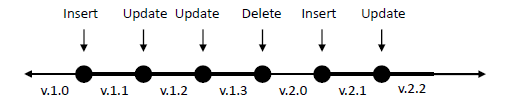 Insert Update Update Delete Insert Update
v.1.0 v.1.1 v.1.2 v.1.3 v.2.0 v.2.1 v.2.2